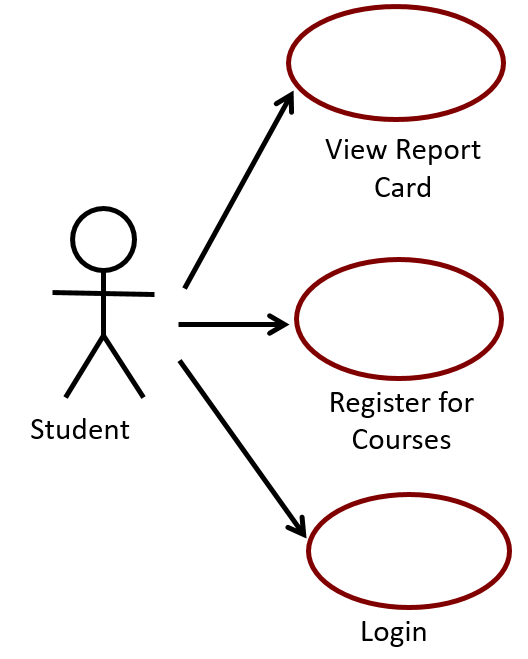 View Report
Card
Student
Register for
Courses
Login